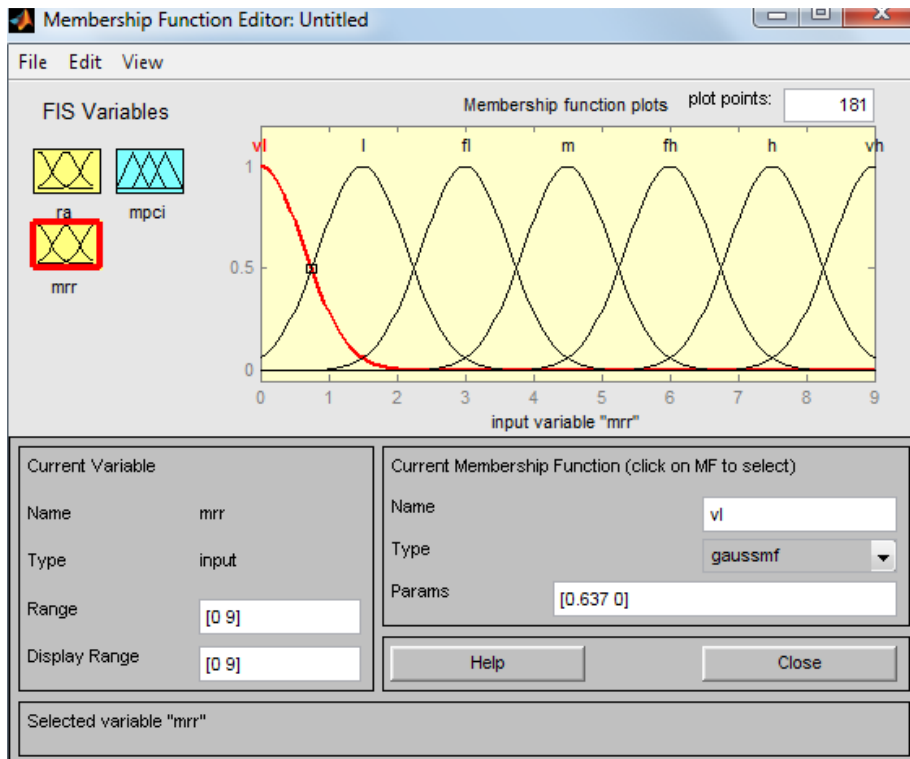 Membership Function Editor: Untitled
File Edit View
FIS Variables
Membership function plots plot points: 181
vl l fl m fh h vh
ra mpci
mrr
1
0.5
0
0 1 2 3 4 5 6 7 8 9
input variable "mrr"
Current Variable
Name mrr
Type input
Range [0 9]
Display Range [0 9]
Current Membership Function (click on MF to select)
Name vl
Type gaussmf
Params [0.637 0]
Help Close
Selected variable "mrr"